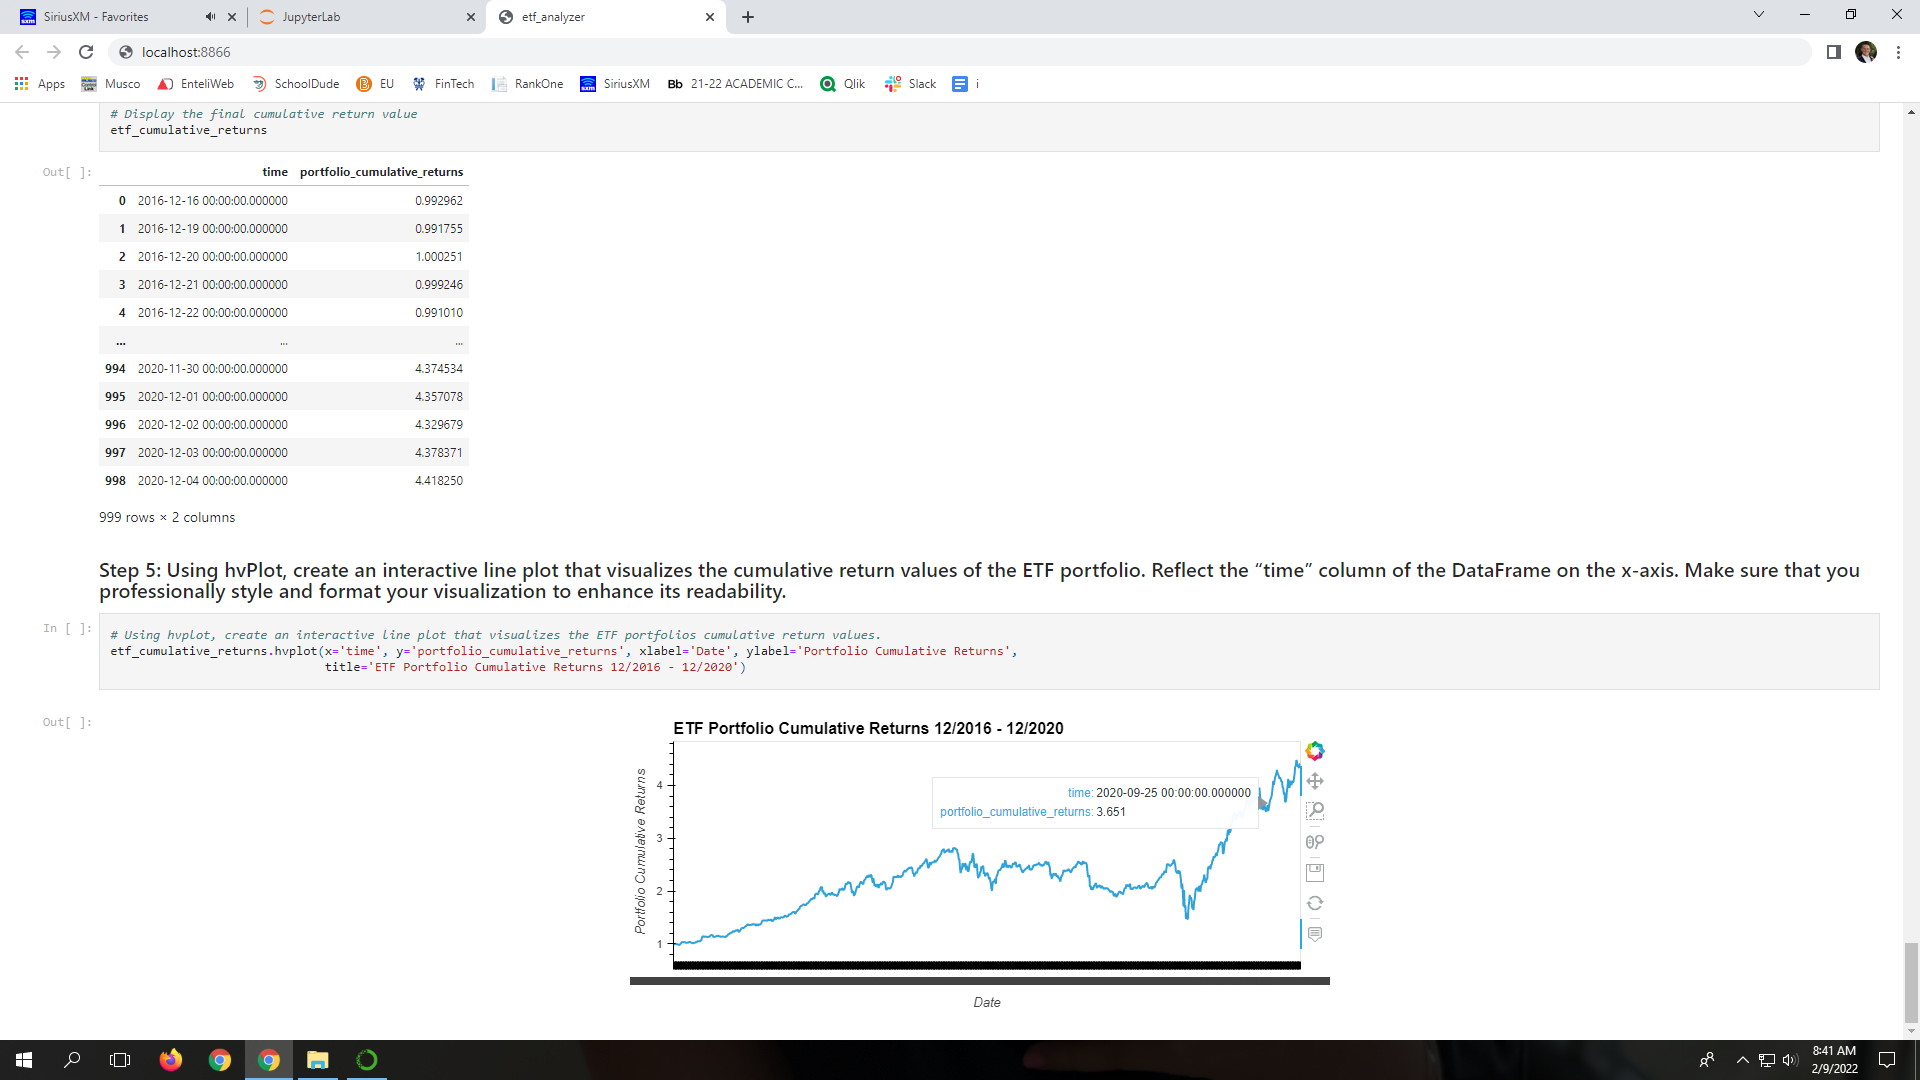 SiriusXM - Favorites
JupyterLab
etf_analyzer
localhost:8866
Apps
Musco
EnteliWeb
SchoolDude
EU
FinTech
RankOne
SiriusXM
Bb 21-22 ACADEMIC C...
Qlik
Slack
i
# Display the final cumulative return value
etf_cumulative_returns
Out[ ]:
time portfolio_cumulative_returns
0 2016-12-16 00:00:00.000000 0.992962
1 2016-12-19 00:00:00.000000 0.991755
2 2016-12-20 00:00:00.000000 1.000251
3 2016-12-21 00:00:00.000000 0.999246
4 2016-12-22 00:00:00.000000 0.991010
... ... ...
994 2020-11-30 00:00:00.000000 4.374534
995 2020-12-01 00:00:00.000000 4.357078
996 2020-12-02 00:00:00.000000 4.329679
997 2020-12-03 00:00:00.000000 4.378371
998 2020-12-04 00:00:00.000000 4.418250
999 rows × 2 columns
Step 5: Using hvPlot, create an interactive line plot that visualizes the cumulative return values of the ETF portfolio. Reflect the “time” column of the DataFrame on the x-axis. Make sure that you
professionally style and format your visualization to enhance its readability.
In [ ]:
# Using hvplot, create an interactive line plot that visualizes the ETF portfolios cumulative return values.
etf_cumulative_returns.hvplot(x='time', y='portfolio_cumulative_returns', xlabel='Date', ylabel='Portfolio Cumulative Returns',
title='ETF Portfolio Cumulative Returns 12/2016 - 12/2020')
Out[ ]:
ETF Portfolio Cumulative Returns 12/2016 - 12/2020
Portfolio Cumulative Returns
4
3
2
1
time: 2020-09-25 00:00:00.000000
portfolio_cumulative_returns: 3.651
Date
8:41 AM
2/9/2022